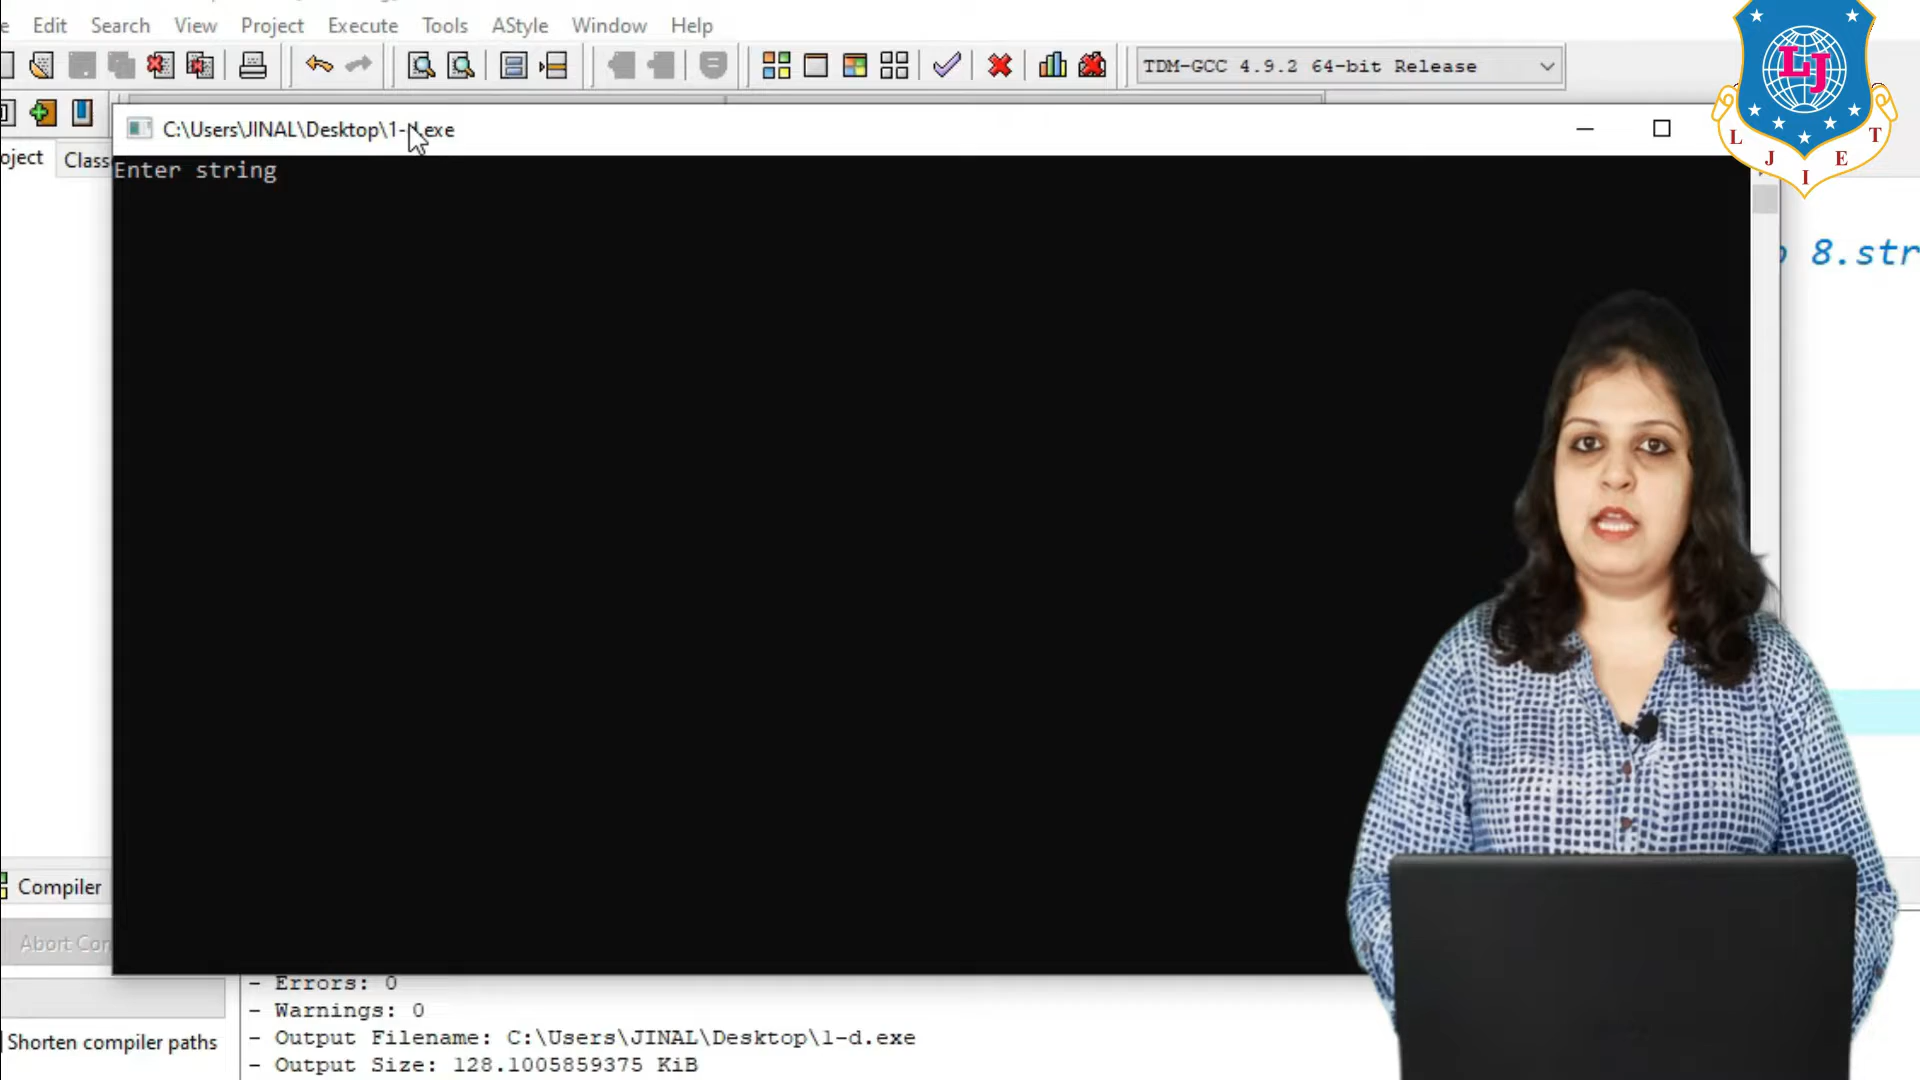 Edit Search View Project Execute Tools AStyle Window Help
TDM-GCC 4.9.2 64-bit Release
LJ
L J I E T
C:\Users\JINAL\Desktop\1-d.exe
Class
Enter string
8.str
Compiler
- Errors: 0
- Warnings: 0
Shorten compiler paths
- Output Filename: C:\Users\JINAL\Desktop\1-d.exe
- Output Size: 128.1005859375 KiB